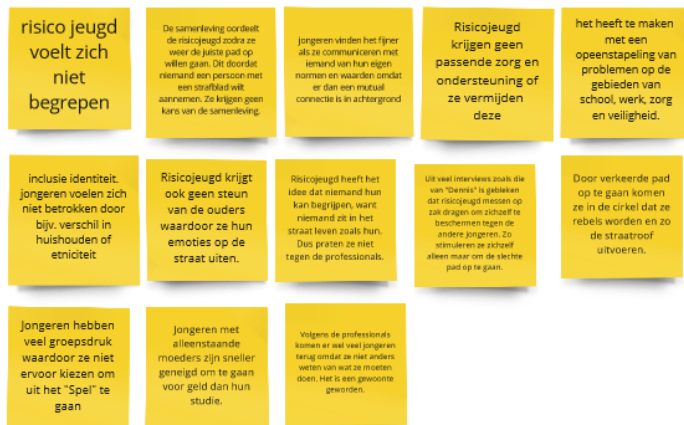 risico jeugd
voelt zich
niet
begrepen
De samenleving oordeelt
de risicojeugd zodra ze
weer de juiste pad op
willen gaan. Dit doordat
niemand een persoon met
een strafblad wilt
aannemen. Ze krijgen geen
kans van de samenleving.
jongeren vinden het fijner
als ze communiceren met
iemand van hun eigen
normen en waarden omdat
er dan een mutual
connectie is in achtergrond
Risicojeugd
krijgen geen
passende zorg en
ondersteuning of
ze vermijden
deze
het heeft te maken
met een
opeenstapeling van
problemen op de
gebieden van
school, werk, zorg
en veiligheid.
inclusie identiteit.
jongeren voelen zich
niet betrokken door
bijv. verschil in
huishouden of
etniciteit
Risicojeugd krijgt
ook geen steun
van de ouders
waardoor ze hun
emoties op de
straat uiten.
Risicojeugd heeft het
idee dat niemand hun
kan begrijpen, want
niemand zit in het
straat leven zoals hun.
Dus praten ze niet
tegen de professionals.
Uit veel interviews zoals die
van "Dennis" is gebleken
dat risicojeugd messen op
zak dragen om zichzelf te
beschermen tegen de
andere jongeren. Zo
stimuleren ze zichzelf
alleen maar om de slechte
pad op te gaan.
Door verkeerde pad
op te gaan komen
ze in de cirkel dat ze
rebels worden en zo
de straatroof
uitvoeren.
Jongeren hebben
veel groepsdruk
waardoor ze niet
ervoor kiezen om
uit het "Spel" te
gaan
Jongeren met
alleenstaande
moeders zijn sneller
geneigd om te gaan
voor geld dan hun
studie.
Volgens de professionals
komen er wel veel jongeren
terug omdat ze niet anders
weten van wat ze moeten
doen. Het is een gewoonte
geworden.